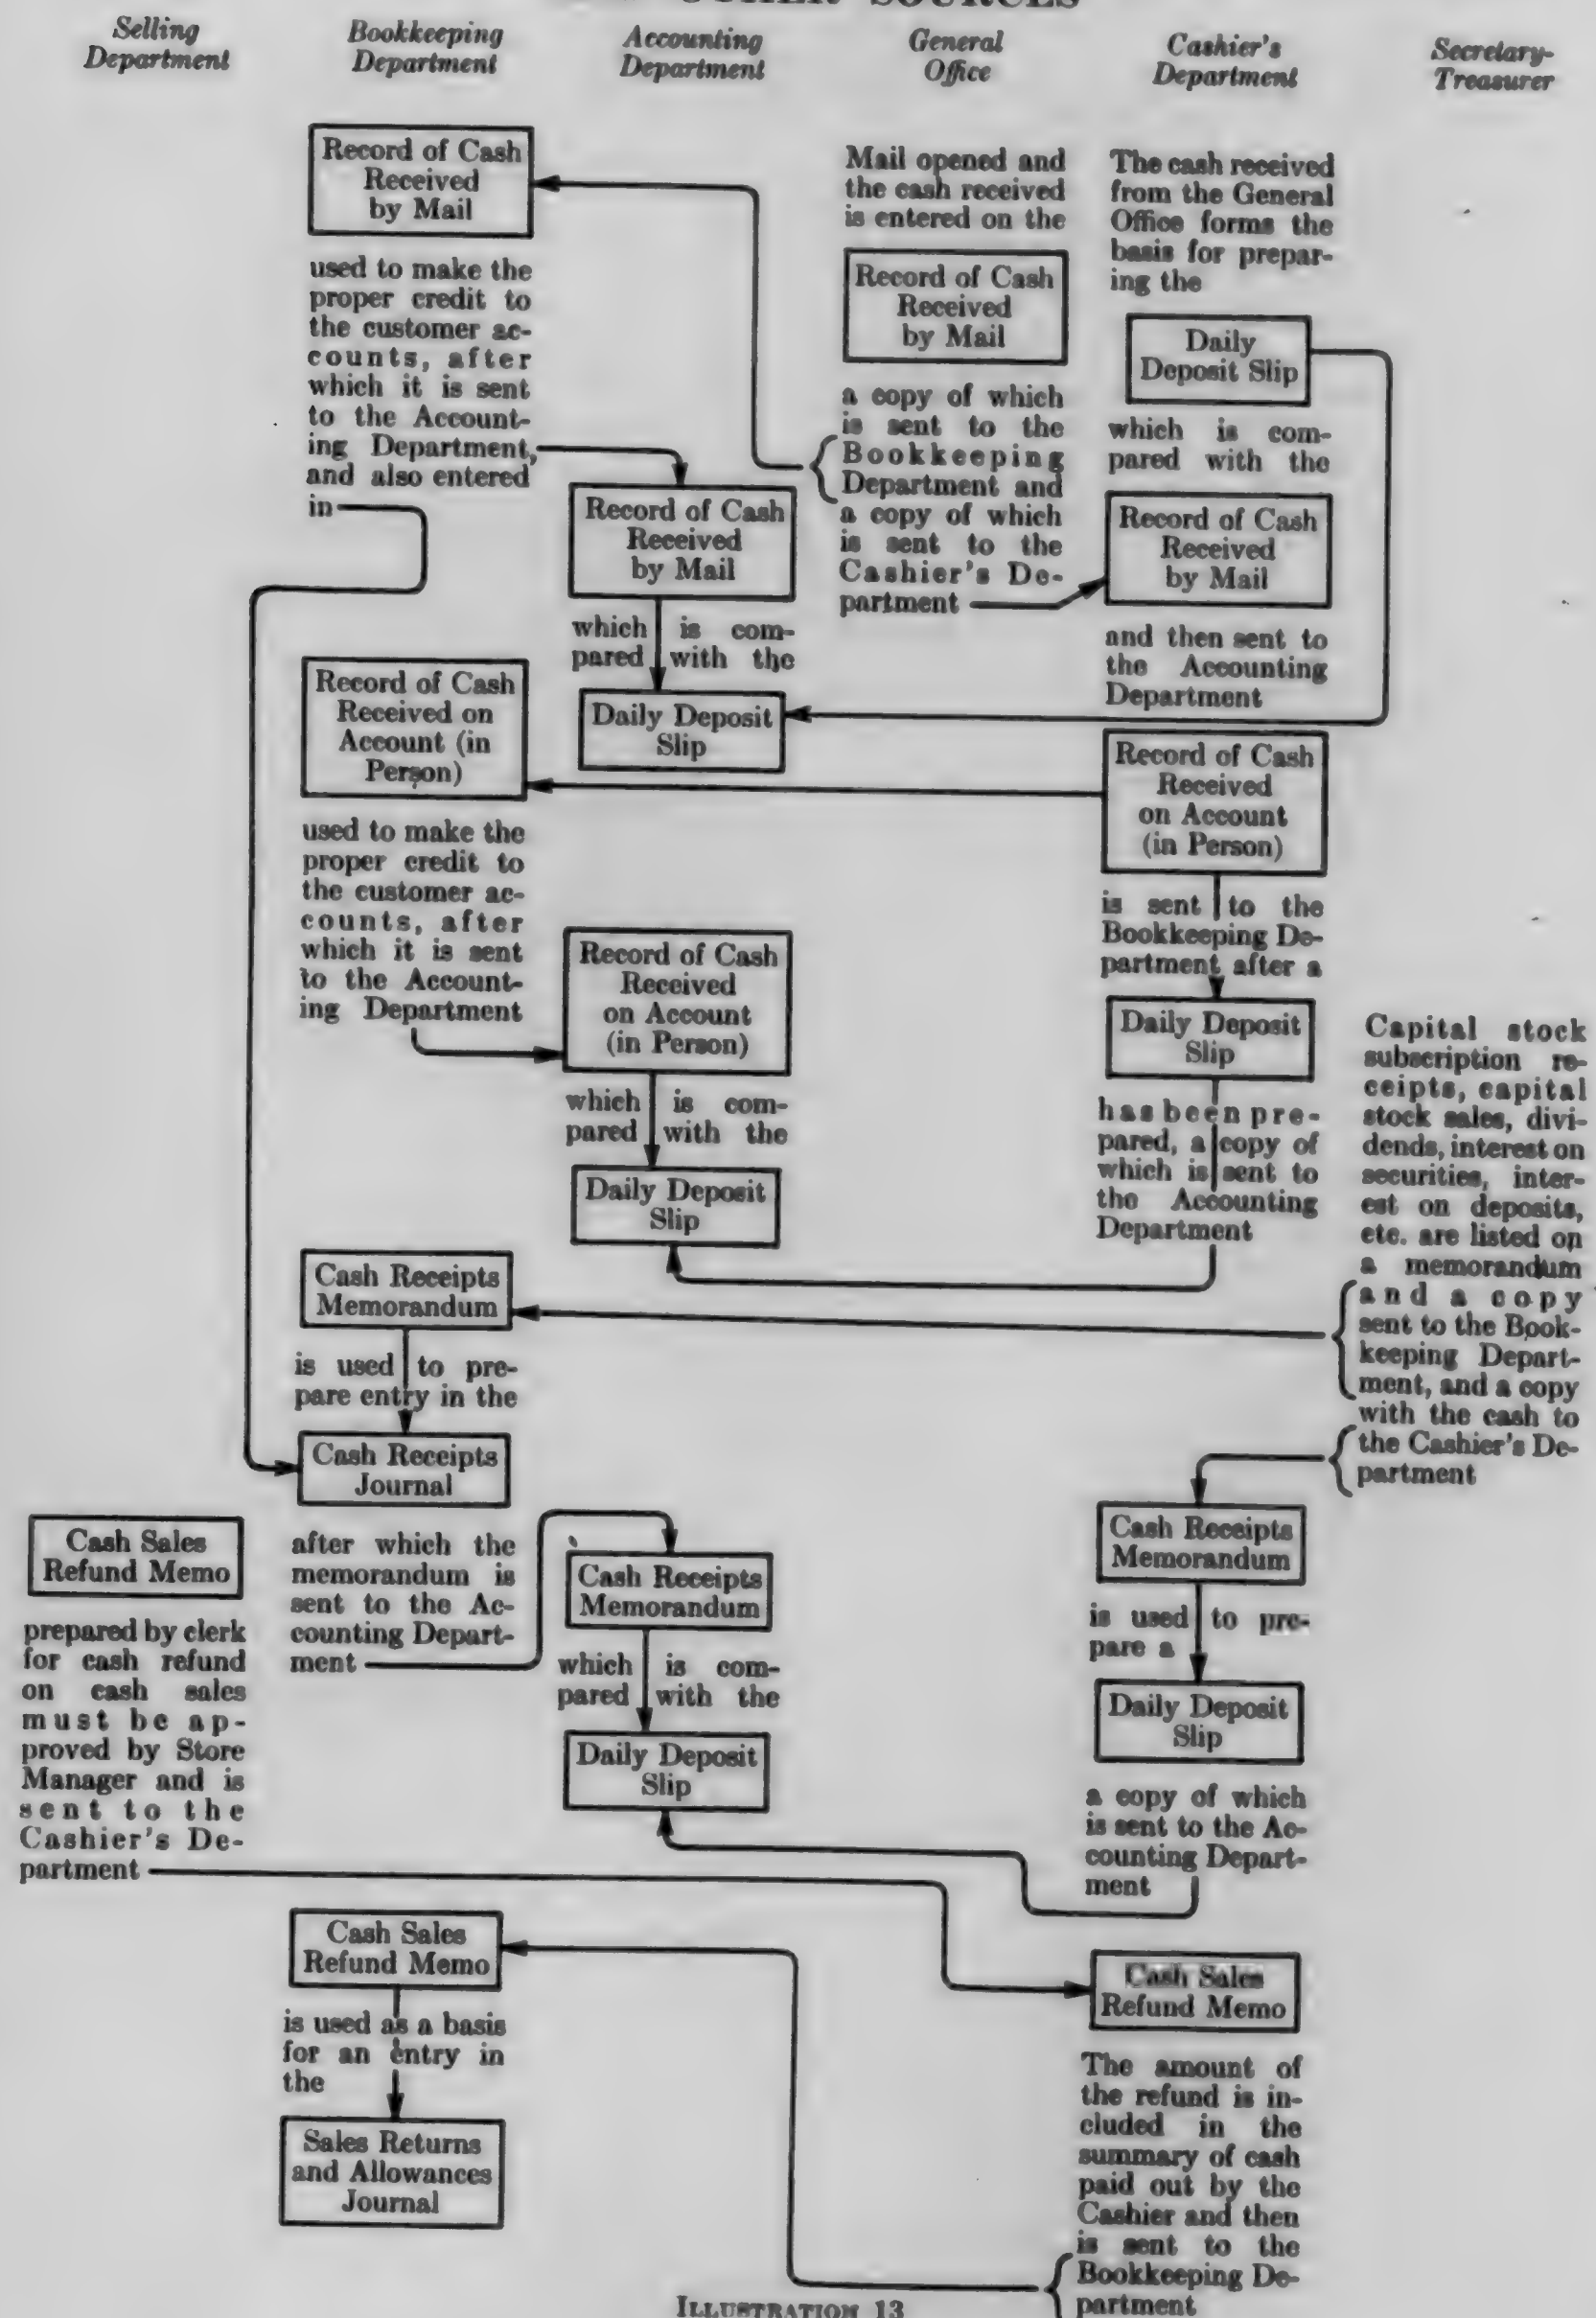 OTHER SOURCES
Selling
Department
Bookkeeping
Department
Accounting
Department
General
Office
Cashier's
Department
Secretary-
Treasurer
Record of Cash
Received
by Mail
used to make the
proper credit to
the customer ac-
counts, after
which it is sent
to the Account-
ing Department,
and also entered
in
Record of Cash
Received on
Account (in
Person)
used to make the
proper credit to
the customer ac-
counts, after
which it is sent
to the Account-
ing Department
Cash Receipts
Memorandum
is used to pre-
pare entry in the
Cash Receipts
Journal
after which the
memorandum is
sent to the Ac-
counting Depart-
ment
Cash Sales
Refund Memo
is used as a basis
for an entry in
the
Sales Returns
and Allowances
Journal
Cash Sales
Refund Memo
prepared by clerk
for cash refund
on cash sales
must be ap-
proved by Store
Manager and is
sent to the
Cashier's De-
partment
Record of Cash
Received
by Mail
which is com-
pared with the
Daily Deposit
Slip
Record of Cash
Received
on Account
(in Person)
which is com-
pared with the
Daily Deposit
Slip
Cash Receipts
Memorandum
which is com-
pared with the
Daily Deposit
Slip
Mail opened and
the cash received
is entered on the
Record of Cash
Received
by Mail
a copy of which
is sent to the
Bookkeeping
Department and
a copy of which
is sent to the
Cashier's De-
partment
The cash received
from the General
Office forms the
basis for prepar-
ing the
Daily
Deposit Slip
which is com-
pared with the
Record of Cash
Received
by Mail
and then sent to
the Accounting
Department
Record of Cash
Received
on Account
(in Person)
is sent to the
Bookkeeping De-
partment after a
Daily Deposit
Slip
has been pre-
pared, a copy of
which is sent to
the Accounting
Department
Cash Receipts
Memorandum
is used to pre-
pare a
Daily Deposit
Slip
a copy of which
is sent to the Ac-
counting Depart-
ment
Cash Sales
Refund Memo
The amount of
the refund is in-
cluded in the
summary of cash
paid out by the
Cashier and then
is sent to the
Bookkeeping De-
partment
Capital stock
subscription re-
ceipts, capital
stock sales, divi-
dends, interest on
securities, inter-
est on deposits,
etc. are listed on
a memorandum
and a copy
sent to the Book-
keeping Depart-
ment, and a copy
with the cash to
the Cashier's De-
partment
ILLUSTRATION 13